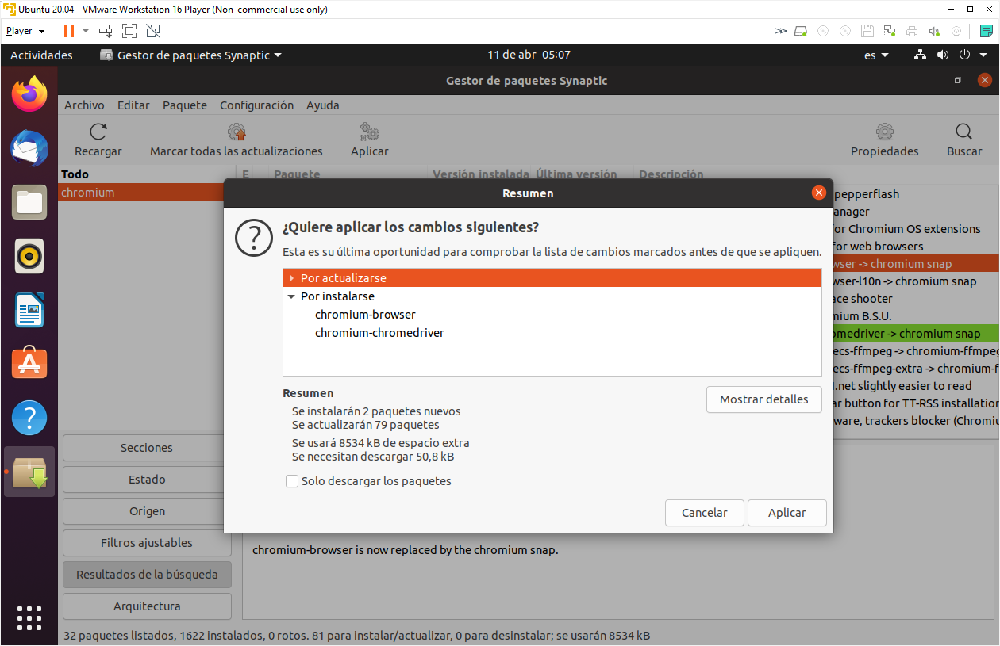 Ubuntu 20.04 - VMware Workstation 16 Player (Non-commercial use only)
Player
Actividades
Gestor de paquetes Synaptic
11 de abr 05:07
es
Gestor de paquetes Synaptic
Archivo Editar Paquete Configuración Ayuda
Recargar
Marcar todas las actualizaciones
Aplicar
Propiedades
Buscar
Todo
chromium
E Paquete Versión instalada Última versión Descripción
Resumen
¿Quiere aplicar los cambios siguientes?
Esta es su última oportunidad para comprobar la lista de cambios marcados antes de que se apliquen.
Por actualizarse
Por instalarse
chromium-browser
chromium-chromedriver
Resumen
Mostrar detalles
Se instalarán 2 paquetes nuevos
Se actualizarán 79 paquetes
Se usará 8534 kB de espacio extra
Se necesitan descargar 50,8 kB
Solo descargar los paquetes
Cancelar
Aplicar
pepperflash
anager
or Chromium OS extensions
for web browsers
wser -> chromium snap
wser-l10n -> chromium snap
ace shooter
mium B.S.U.
omedriver -> chromium snap
ecs-ffmpeg -> chromium-ffmpeg
ecs-ffmpeg-extra -> chromium-f
.net slightly easier to read
ar button for TT-RSS installation
ware, trackers blocker (Chromiu
Secciones
Estado
Origen
Filtros ajustables
Resultados de la búsqueda
Arquitectura
chromium-browser is now replaced by the chromium snap.
32 paquetes listados, 1622 instalados, 0 rotos. 81 para instalar/actualizar, 0 para desinstalar; se usarán 8534 kB